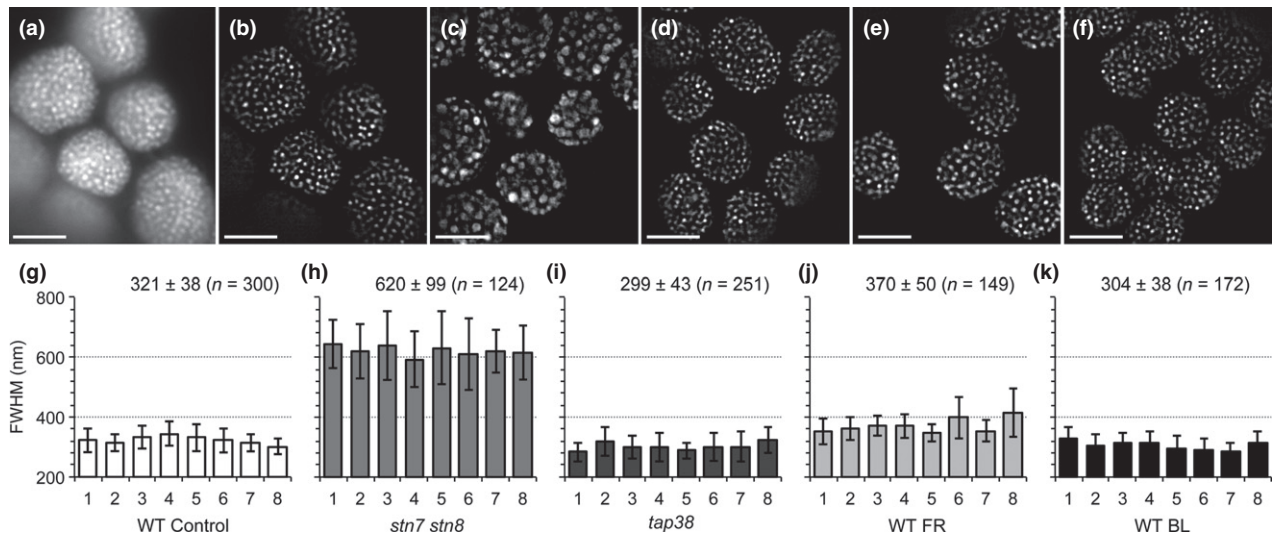 (a) (b) (c) (d) (e) (f)
(g) (h) (i) (j) (k)
321 ± 38 (n = 300) 620 ± 99 (n = 124) 299 ± 43 (n = 251) 370 ± 50 (n = 149) 304 ± 38 (n = 172)
FWHM (nm)
800
600
400
200
1 2 3 4 5 6 7 8 1 2 3 4 5 6 7 8 1 2 3 4 5 6 7 8 1 2 3 4 5 6 7 8 1 2 3 4 5 6 7 8
WT Control stn7 stn8 tap38 WT FR WT BL